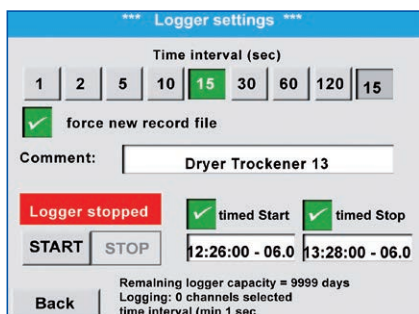 *** Logger settings ***
Time interval (sec)
1 2 5 10 15 30 60 120 15
force new record file
Comment: Dryer Trockener 13
Logger stopped timed Start timed Stop
START STOP 12:26:00 - 06.0 13:28:00 - 06.0
Remaining logger capacity = 9999 days
Back Logging: 0 channels selected
time interval (min 1 sec